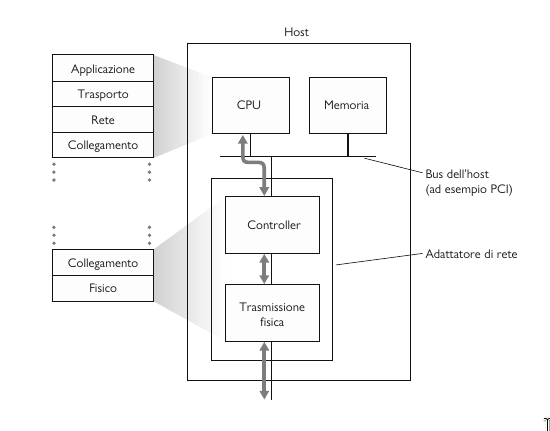 Host
Applicazione
Trasporto
Rete
Collegamento
CPU
Memoria
Bus dell'host
(ad esempio PCI)
Controller
Adattatore di rete
Collegamento
Fisico
Trasmissione
fisica